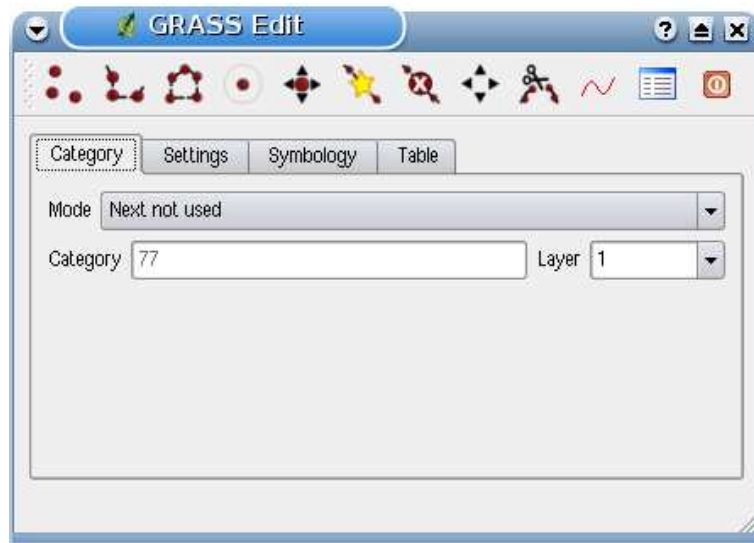 GRASS Edit
Category Settings Symbology Table
Mode Next not used
Category 77 Layer 1